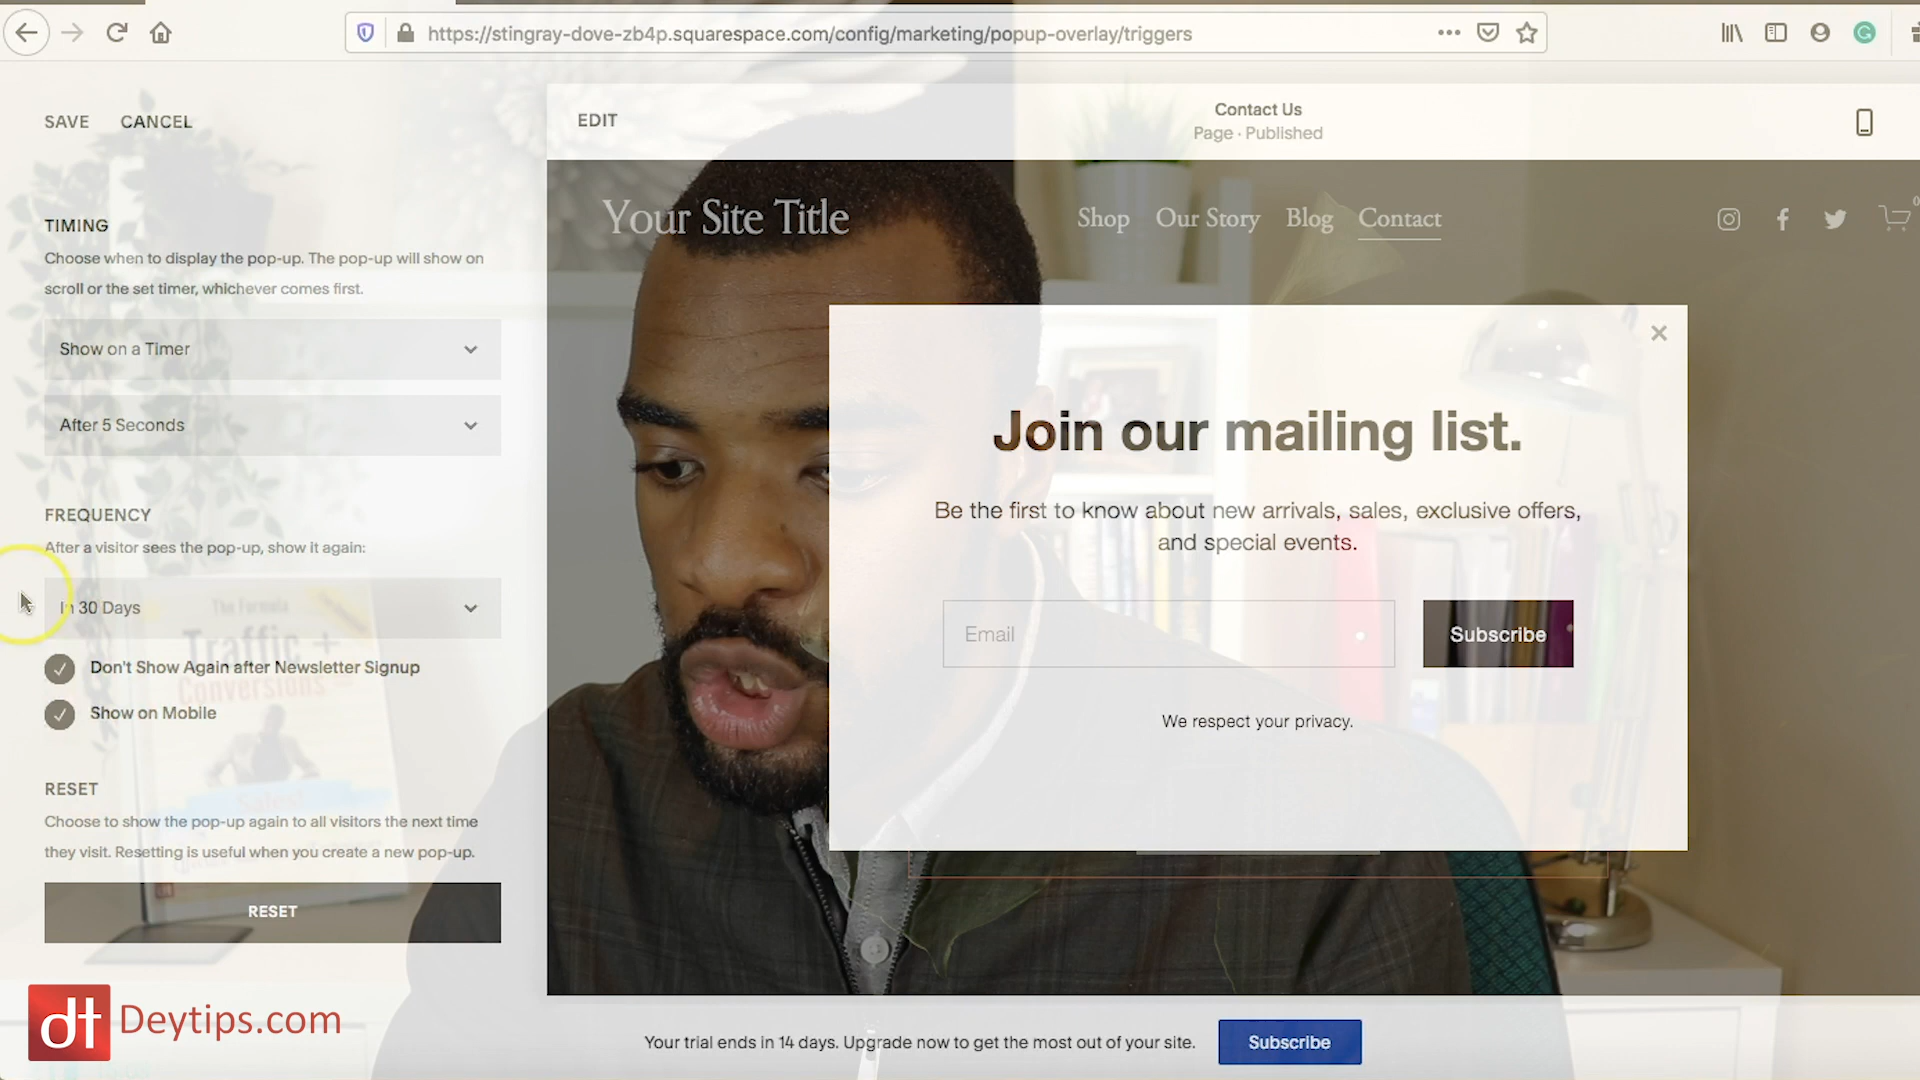 https://stingray-dove-zb4p.squarespace.com/config/marketing/popup-overlay/triggers
SAVE CANCEL
EDIT
Contact Us
Page · Published
Your Site Title
Shop Our Story Blog Contact
0
TIMING
Choose when to display the pop-up. The pop-up will show on
scroll or the set timer, whichever comes first.
Show on a Timer
After 5 Seconds
FREQUENCY
After a visitor sees the pop-up, show it again:
In 30 Days
Don't Show Again after Newsletter Signup
Show on Mobile
RESET
Choose to show the pop-up again to all visitors the next time
they visit. Resetting is useful when you create a new pop-up.
RESET
The Formula
Traffic +
Conversions =
Sales!
Join our mailing list.
Be the first to know about new arrivals, sales, exclusive offers,
and special events.
Email
Subscribe
We respect your privacy.
dt Deytips.com
Your trial ends in 14 days. Upgrade now to get the most out of your site.
Subscribe